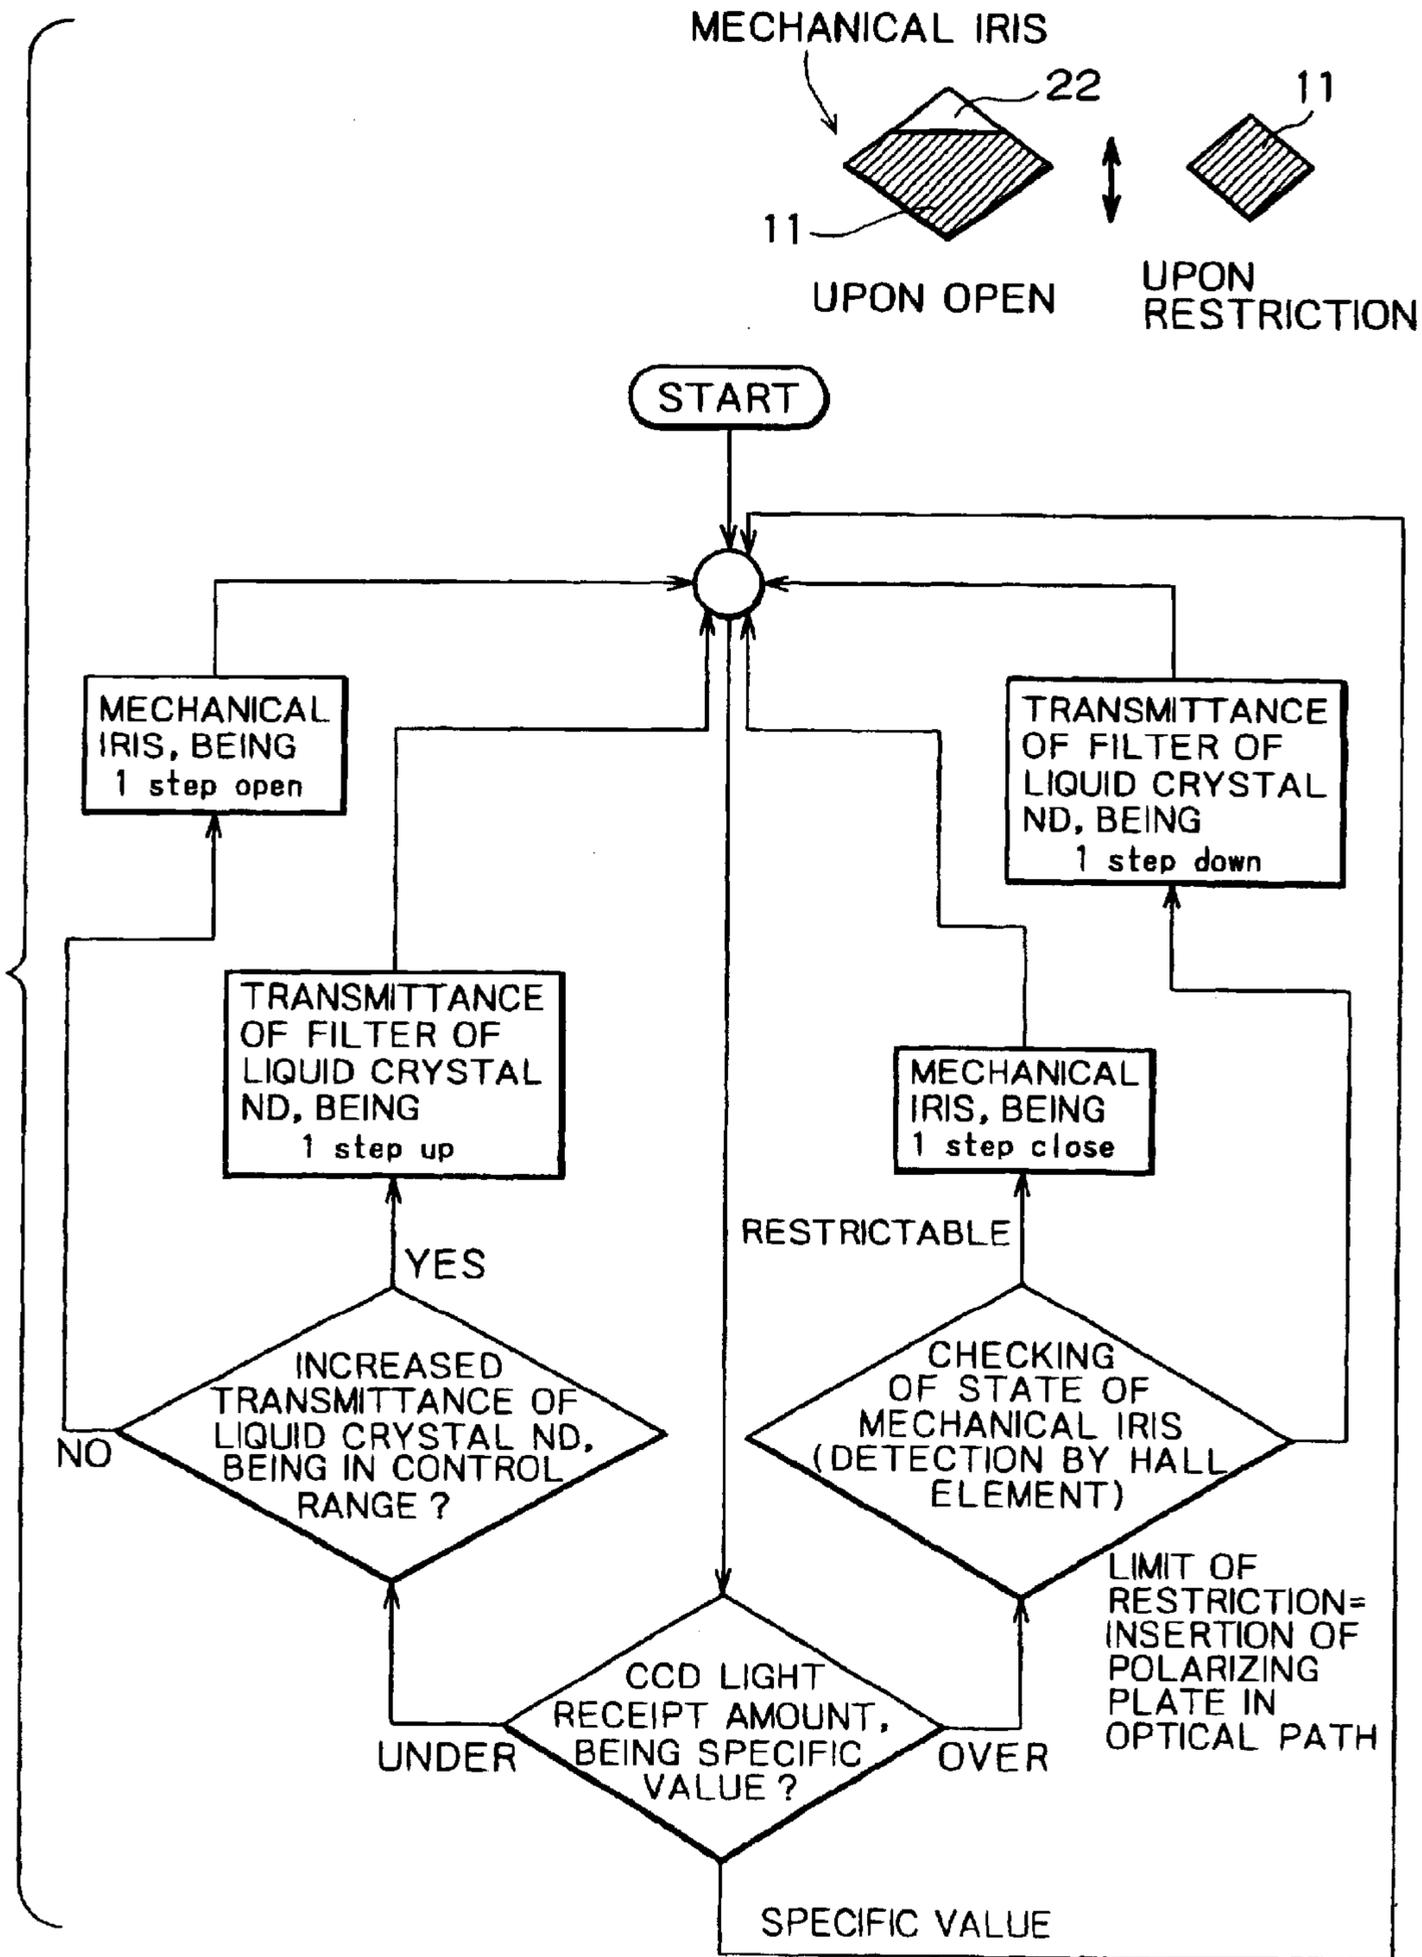 MECHANICAL IRIS
22
11
11
UPON OPEN
UPON
RESTRICTION
START
MECHANICAL
IRIS, BEING
1 step open
TRANSMITTANCE
OF FILTER OF
LIQUID CRYSTAL
ND, BEING
1 step down
TRANSMITTANCE
OF FILTER OF
LIQUID CRYSTAL
ND, BEING
1 step up
MECHANICAL
IRIS, BEING
1 step close
RESTRICTABLE
YES
INCREASED
TRANSMITTANCE OF
LIQUID CRYSTAL ND,
BEING IN CONTROL
RANGE ?
NO
CHECKING
OF STATE OF
MECHANICAL IRIS
(DETECTION BY HALL
ELEMENT)
LIMIT OF
RESTRICTION=
INSERTION OF
POLARIZING
PLATE IN
OPTICAL PATH
CCD LIGHT
RECEIPT AMOUNT,
BEING SPECIFIC
VALUE ?
UNDER
OVER
SPECIFIC VALUE